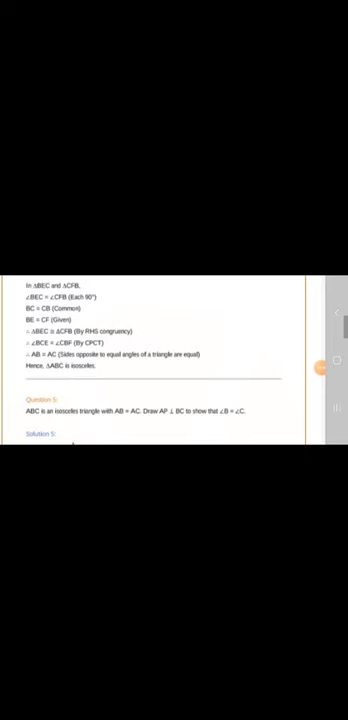 In ΔBEC and ΔCFB,
∠BEC = ∠CFB (Each 90°)
BC = CB (Common)
BE = CF (Given)
∴ ΔBEC ≅ ΔCFB (By RHS congruency)
∴ ∠BCE = ∠CBF (By CPCT)
∴ AB = AC (Sides opposite to equal angles of a triangle are equal)
Hence, ΔABC is isosceles.
Question 5:
ABC is an isosceles triangle with AB = AC. Draw AP ⊥ BC to show that ∠B = ∠C.
Solution 5: